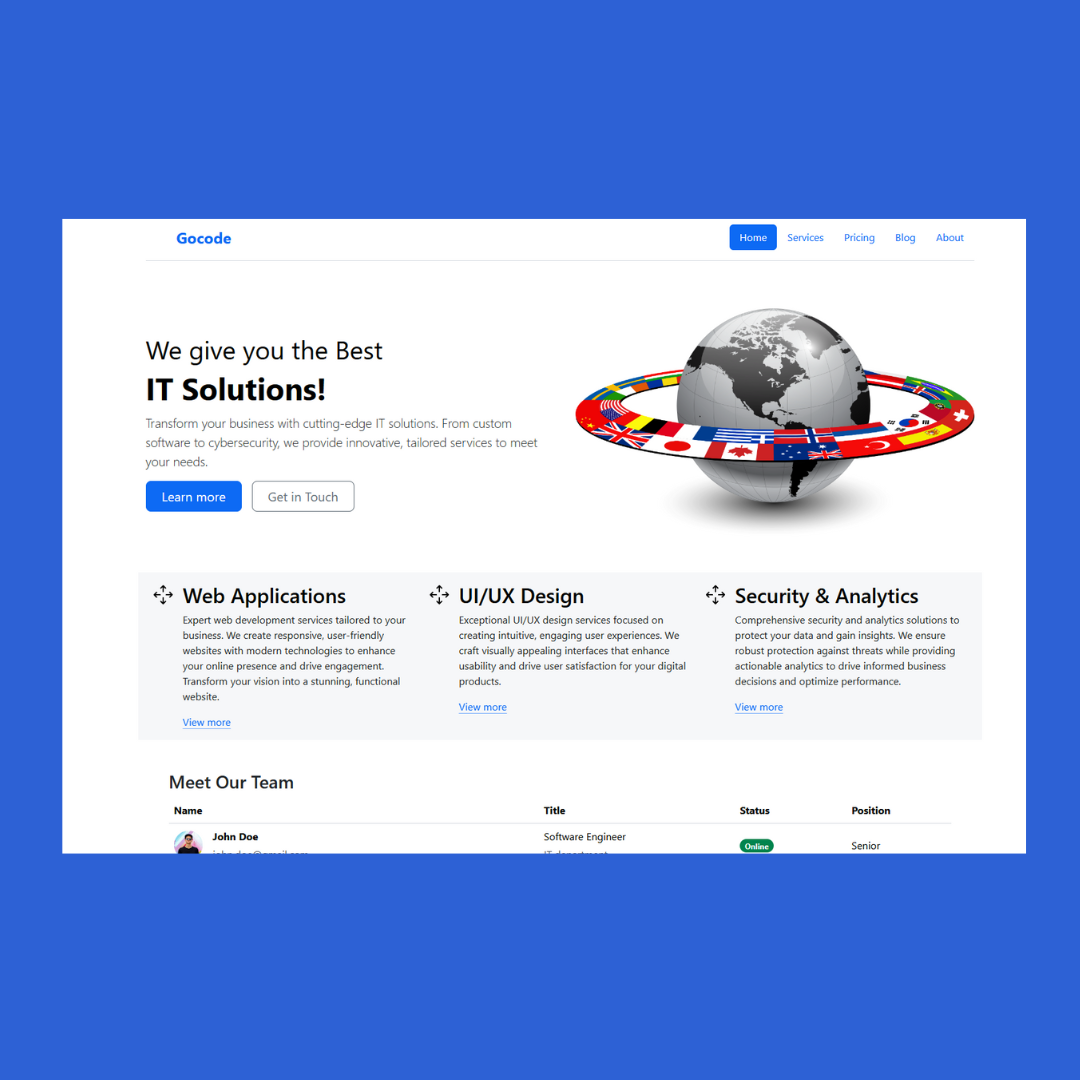 Gocode
Home Services Pricing Blog About
We give you the Best
IT Solutions!
Transform your business with cutting-edge IT solutions. From custom
software to cybersecurity, we provide innovative, tailored services to meet
your needs.
Learn more Get in Touch
Web Applications
Expert web development services tailored to your
business. We create responsive, user-friendly
websites with modern technologies to enhance
your online presence and drive engagement.
Transform your vision into a stunning, functional
website.
View more
UI/UX Design
Exceptional UI/UX design services focused on
creating intuitive, engaging user experiences. We
craft visually appealing interfaces that enhance
usability and drive user satisfaction for your digital
products.
View more
Security & Analytics
Comprehensive security and analytics solutions to
protect your data and gain insights. We ensure
robust protection against threats while providing
actionable analytics to drive informed business
decisions and optimize performance.
View more
Meet Our Team
Name Title Status Position
John Doe Software Engineer Online Senior